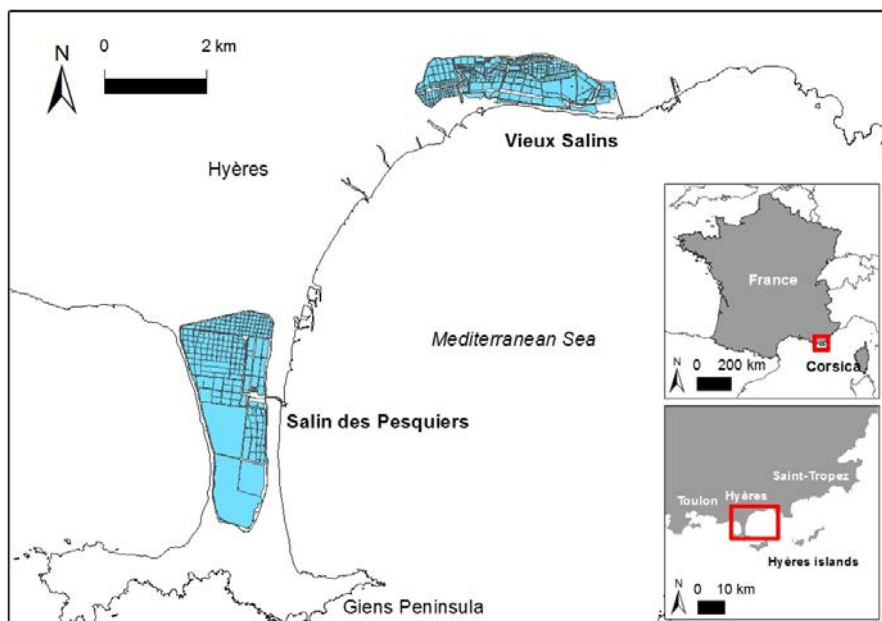 0 2 km
N
Vieux Salins
Hyères
France
Mediterranean Sea
0 200 km
N
Corsica
Salin des Pesquiers
Saint-Tropez
Hyères
Toulon
Hyères islands
N
0 10 km
Giens Peninsula